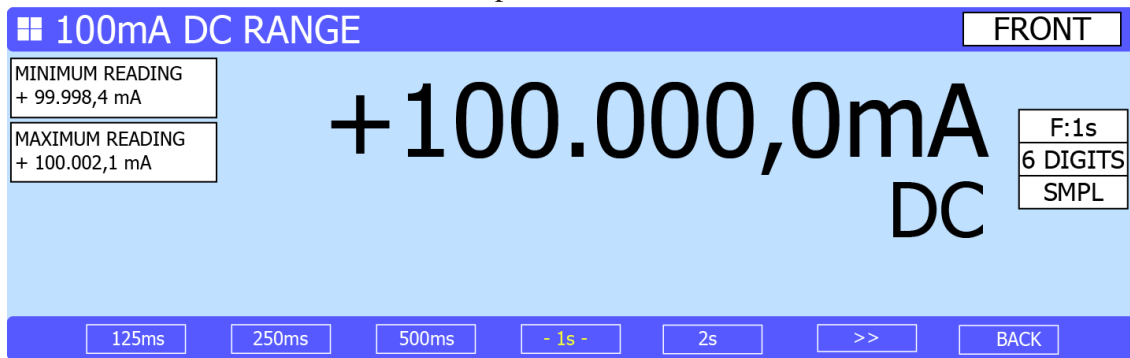 100mA DC RANGE
FRONT
MINIMUM READING
+ 99.998,4 mA
MAXIMUM READING
+ 100.002,1 mA
+100.000,0mA
DC
F:1s
6 DIGITS
SMPL
125ms
250ms
500ms
- 1s -
2s
>>
BACK